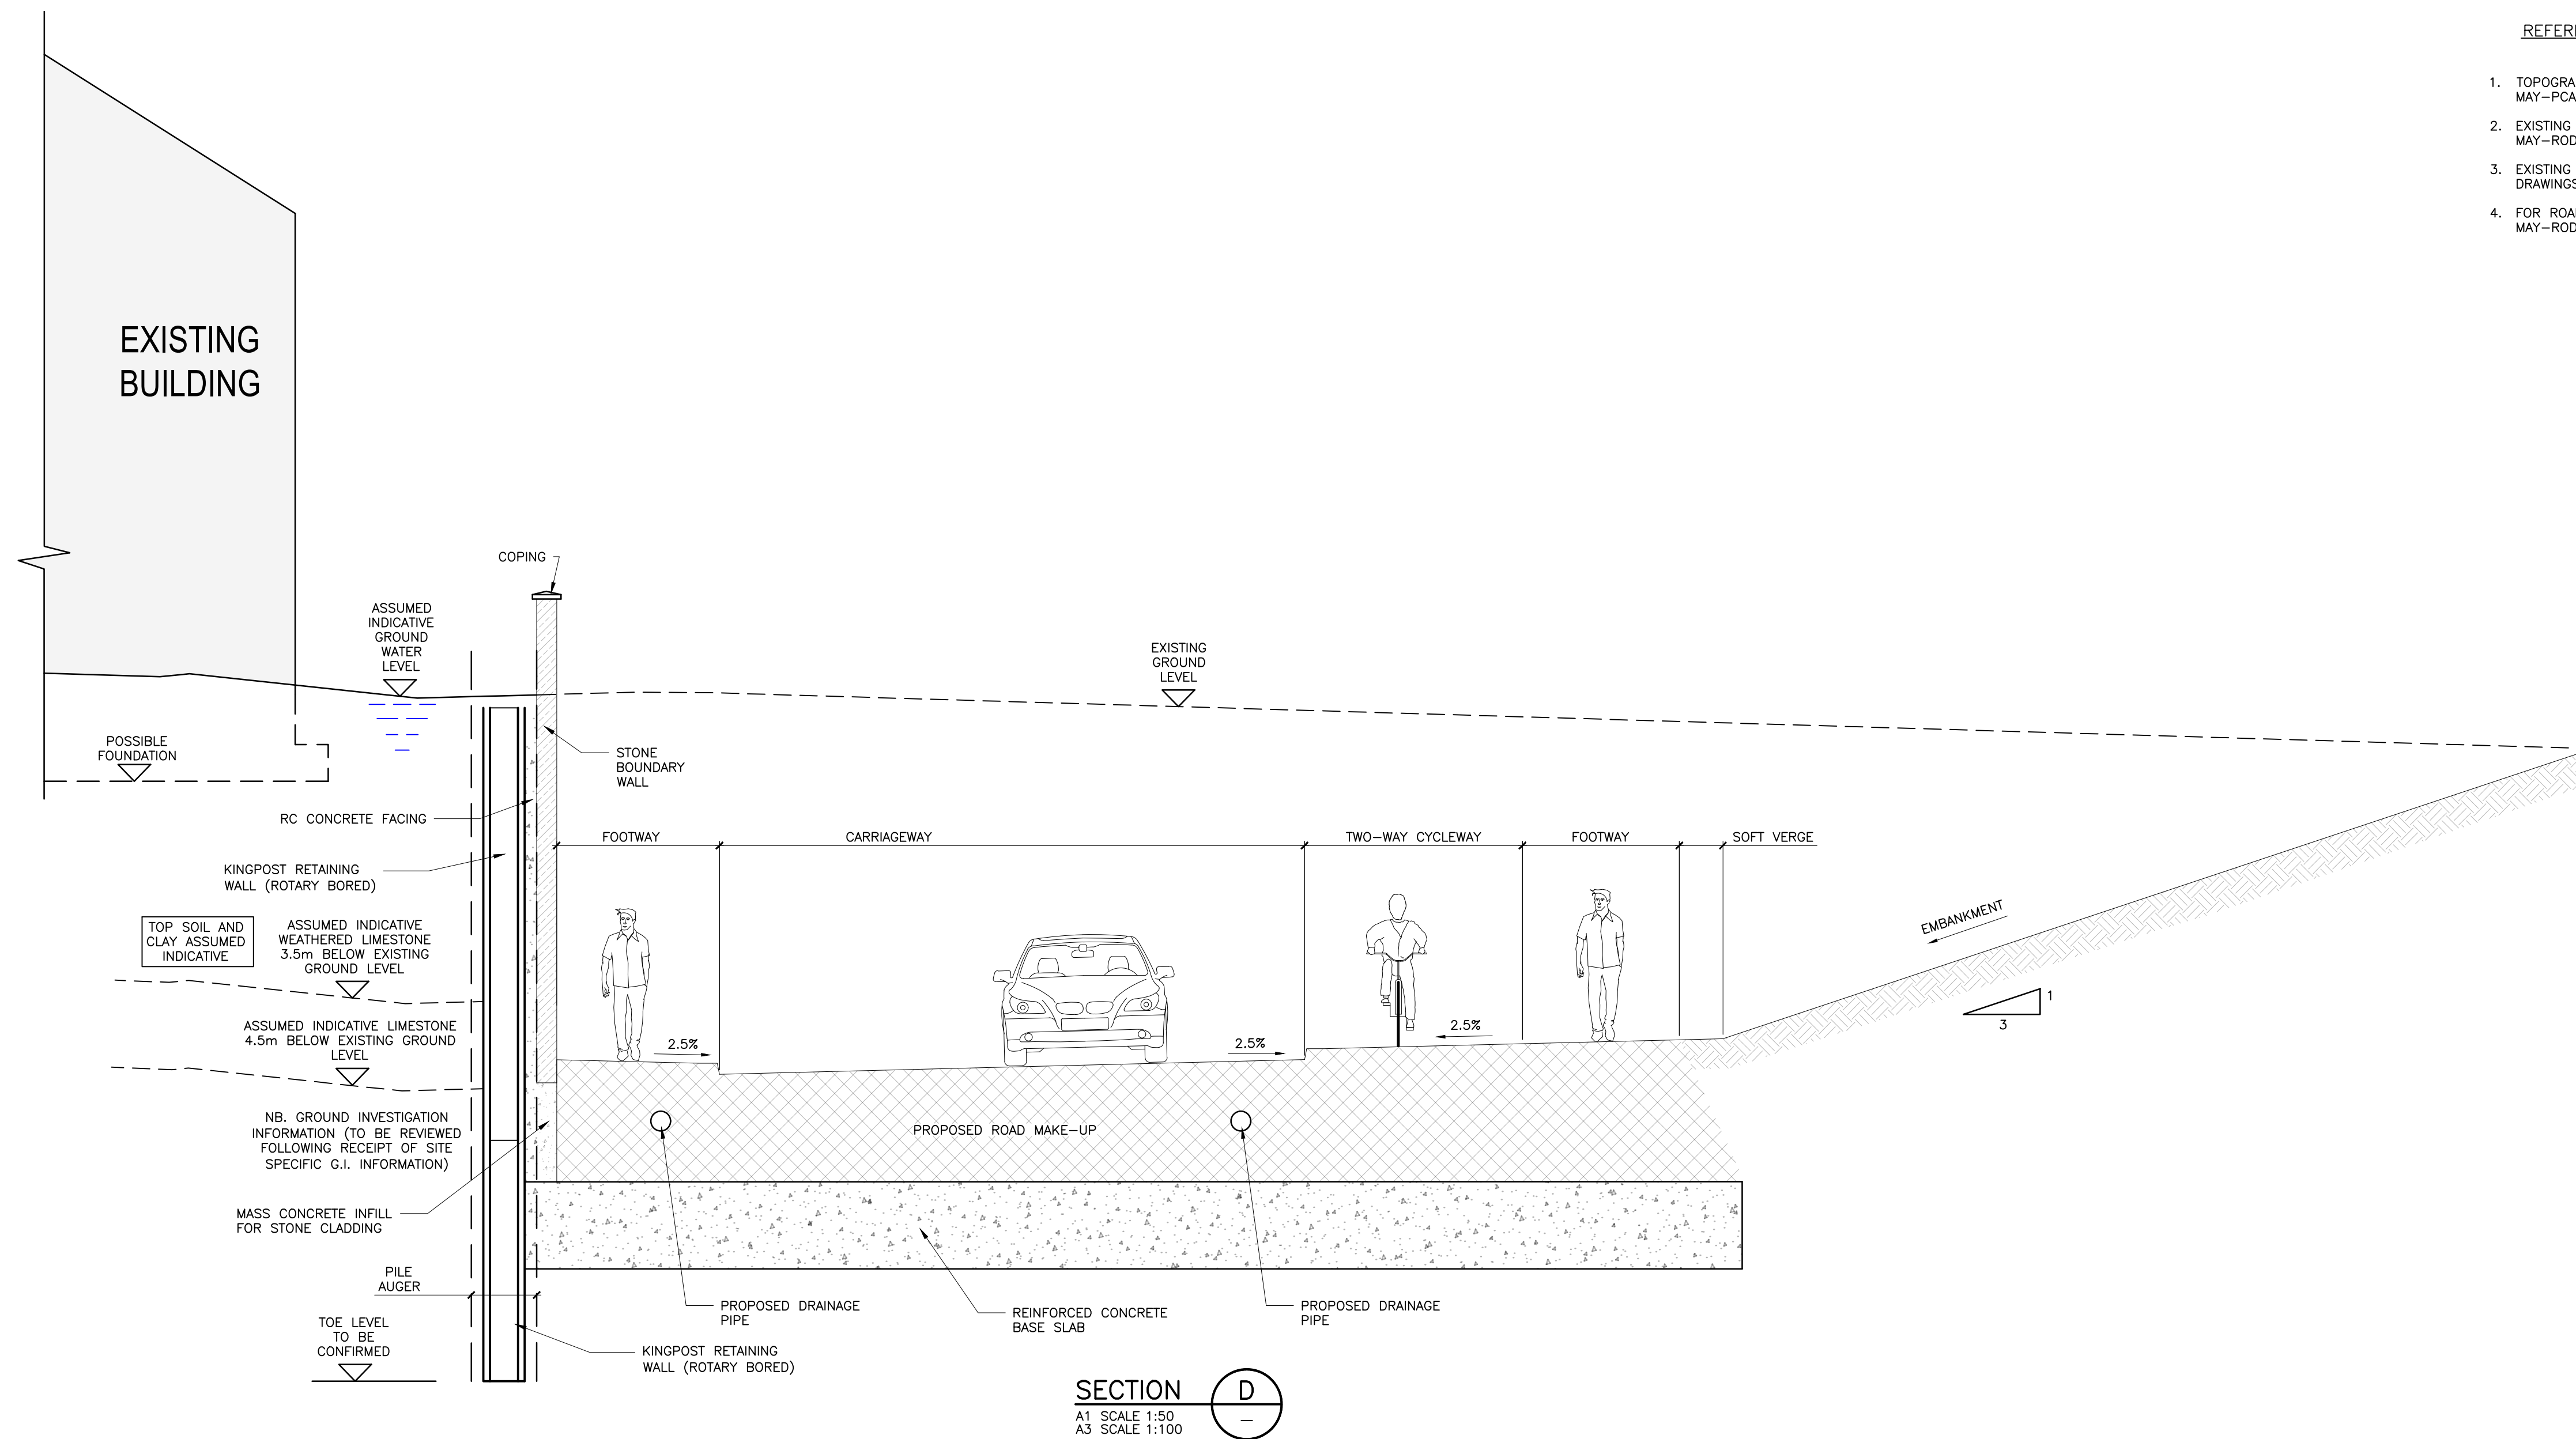 REFER
1. TOPOGRA
MAY-PCA
2. EXISTING
MAY-ROD
3. EXISTING
DRAWINGS
4. FOR ROA
MAY-ROD
EXISTING
BUILDING
COPING
ASSUMED
INDICATIVE
GROUND
WATER
LEVEL
EXISTING
GROUND
LEVEL
POSSIBLE
FOUNDATION
STONE
BOUNDARY
WALL
RC CONCRETE FACING
FOOTWAY
CARRIAGEWAY
TWO-WAY CYCLEWAY
FOOTWAY
SOFT VERGE
KINGPOST RETAINING
WALL (ROTARY BORED)
TOP SOIL AND
CLAY ASSUMED
INDICATIVE
ASSUMED INDICATIVE
WEATHERED LIMESTONE
3.5m BELOW EXISTING
GROUND LEVEL
EMBANKMENT
1
3
ASSUMED INDICATIVE LIMESTONE
4.5m BELOW EXISTING GROUND
LEVEL
2.5%
2.5%
2.5%
NB. GROUND INVESTIGATION
INFORMATION (TO BE REVIEWED
FOLLOWING RECEIPT OF SITE
SPECIFIC G.I. INFORMATION)
PROPOSED ROAD MAKE-UP
MASS CONCRETE INFILL
FOR STONE CLADDING
PILE
AUGER
PROPOSED DRAINAGE
PIPE
REINFORCED CONCRETE
BASE SLAB
PROPOSED DRAINAGE
PIPE
TOE LEVEL
TO BE
CONFIRMED
KINGPOST RETAINING
WALL (ROTARY BORED)
SECTION
D
–
A1 SCALE 1:50
A3 SCALE 1:100